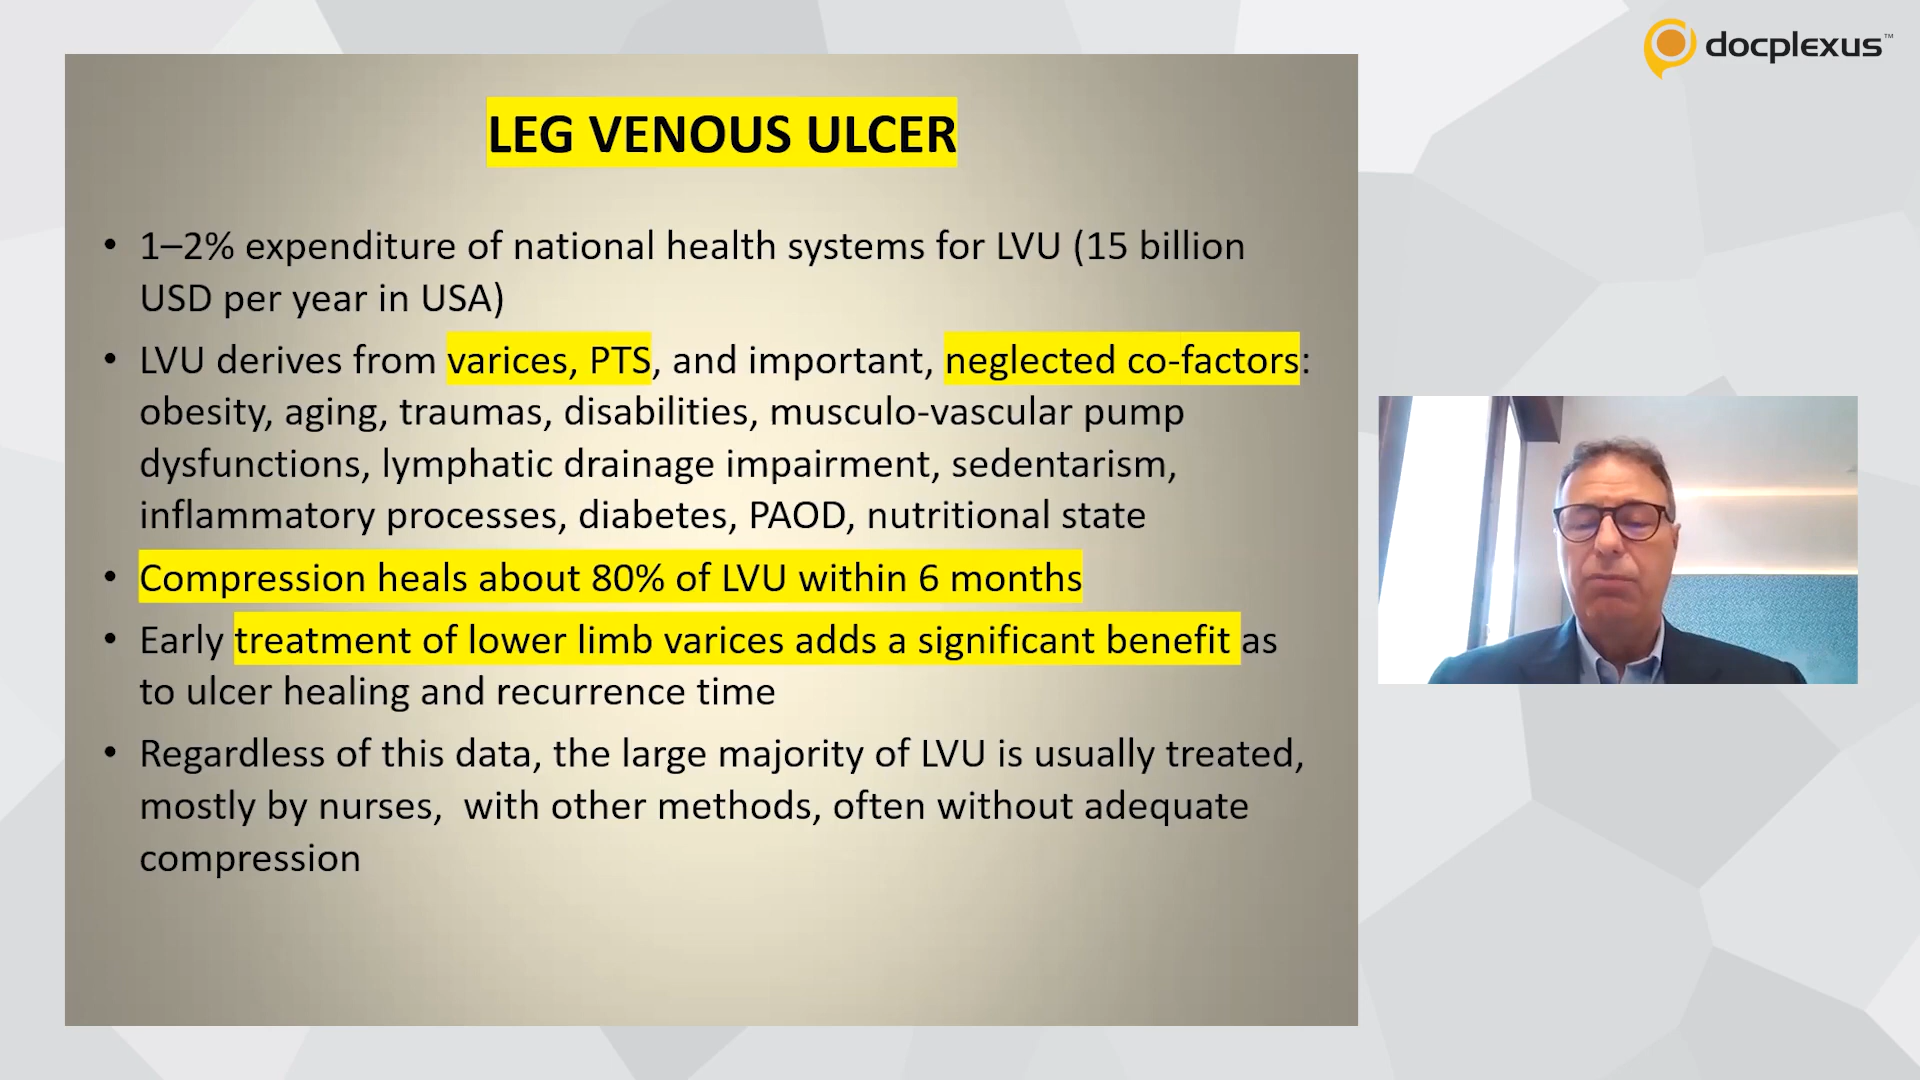 docplexus™
LEG VENOUS ULCER
• 1–2% expenditure of national health systems for LVU (15 billion
USD per year in USA)
• LVU derives from varices, PTS, and important, neglected co-factors:
obesity, aging, traumas, disabilities, musculo-vascular pump
dysfunctions, lymphatic drainage impairment, sedentarism,
inflammatory processes, diabetes, PAOD, nutritional state
• Compression heals about 80% of LVU within 6 months
• Early treatment of lower limb varices adds a significant benefit as
to ulcer healing and recurrence time
• Regardless of this data, the large majority of LVU is usually treated,
mostly by nurses,  with other methods, often without adequate
compression